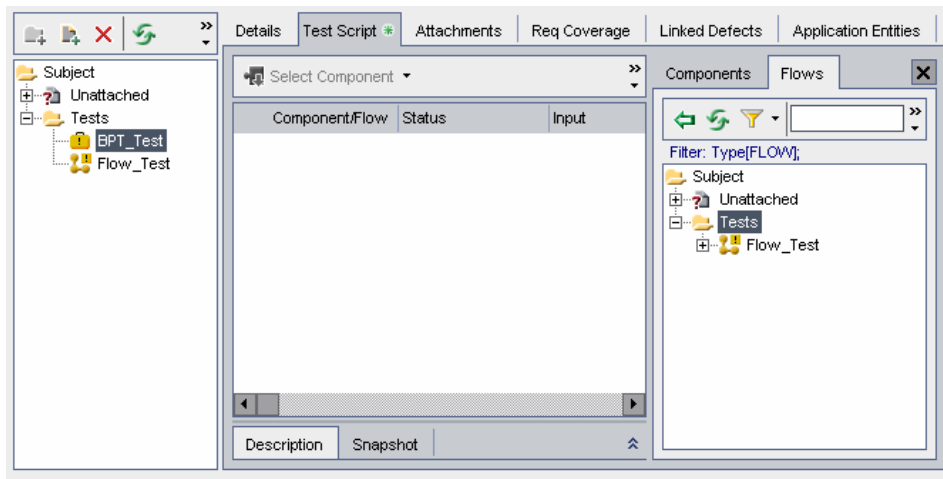 Details Test Script Attachments Req Coverage Linked Defects Application Entities
Subject
Unattached
Tests
BPT_Test
Flow_Test
Select Component
Component/Flow Status Input
Description Snapshot
Components Flows
Filter: Type[FLOW];
Subject
Unattached
Tests
Flow_Test